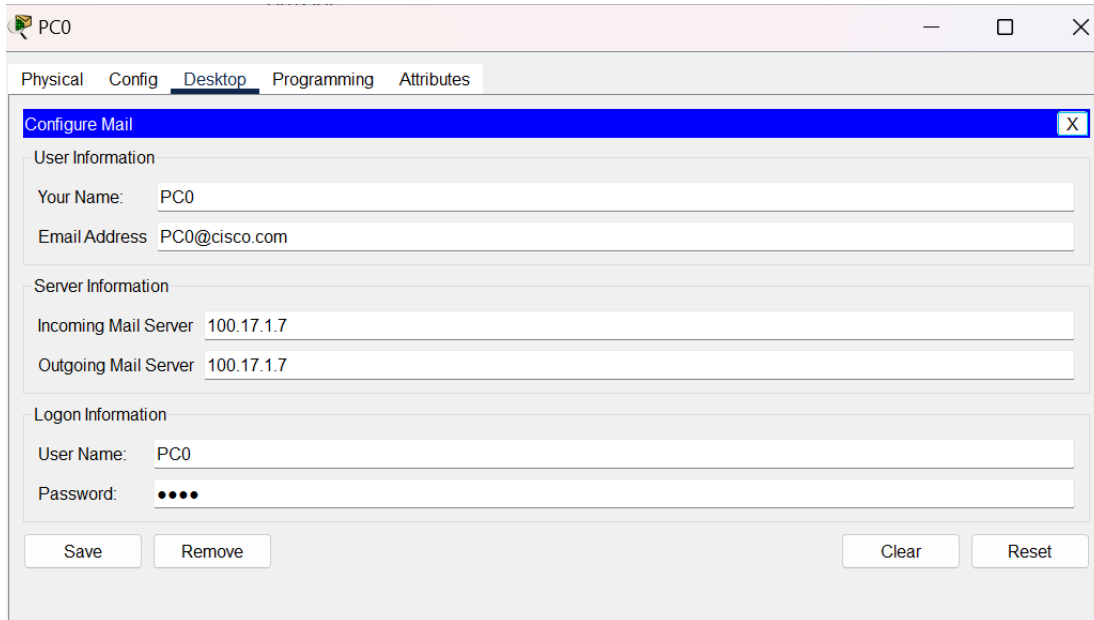 PC0
Physical Config Desktop Programming Attributes
Configure Mail X
User Information
Your Name: PC0
Email Address PC0@cisco.com
Server Information
Incoming Mail Server 100.17.1.7
Outgoing Mail Server 100.17.1.7
Logon Information
User Name: PC0
Password: ●●●●
Save Remove Clear Reset